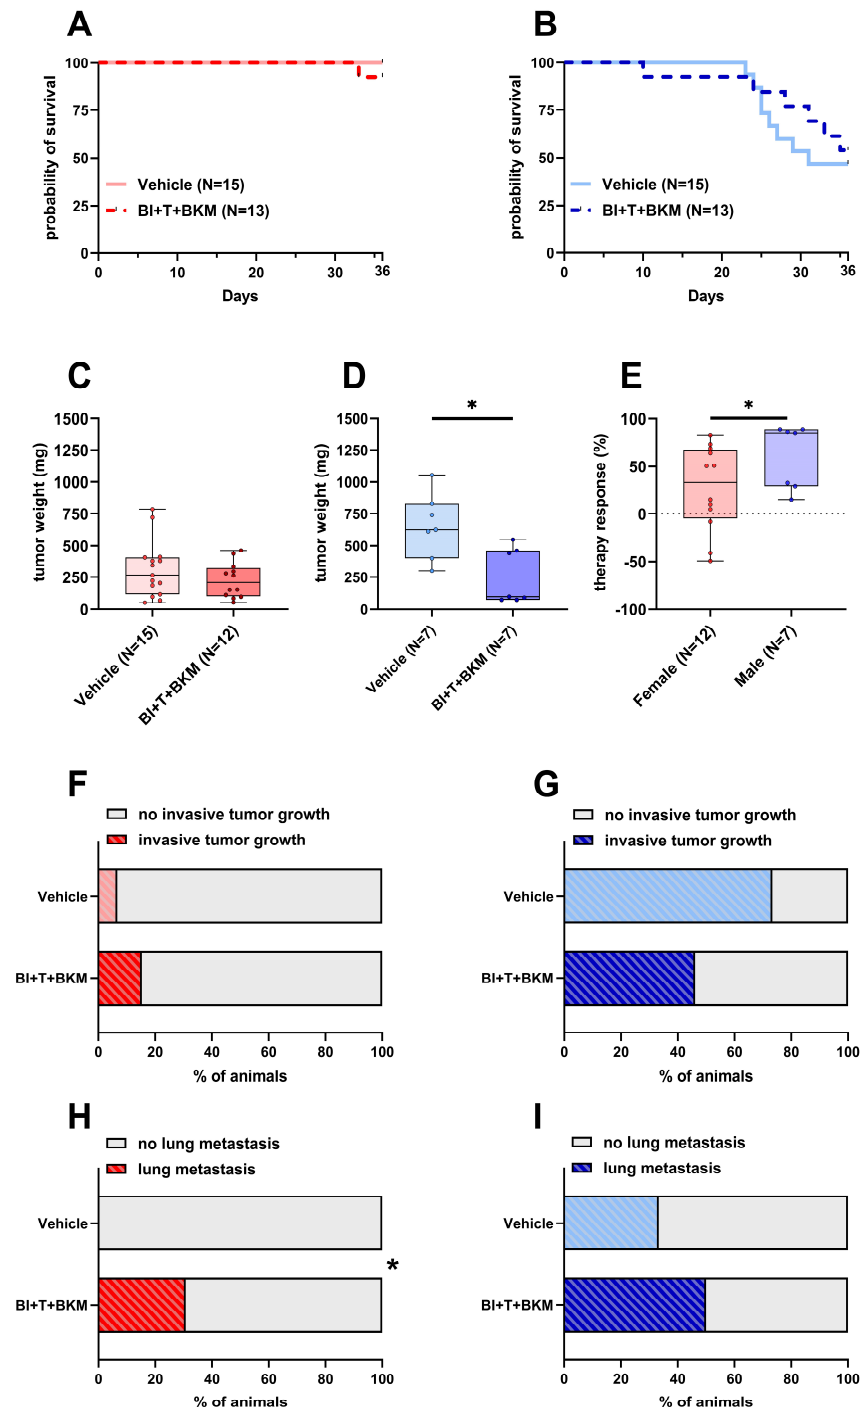 A
probability of survival
100
75
50
25
0
Vehicle (N=15)
BI+T+BKM (N=13)
0 10 20 30 36
Days
B
probability of survival
100
75
50
25
0
Vehicle (N=15)
BI+T+BKM (N=13)
0 10 20 30 36
Days
C
tumor weight (mg)
1500
1250
1000
750
500
250
0
Vehicle (N=15)
BI+T+BKM (N=12)
D
tumor weight (mg)
1500
1250
1000
750
500
250
0
*
Vehicle (N=7)
BI+T+BKM (N=7)
E
therapy response (%)
100
50
0
-50
-100
*
Female (N=12)
Male (N=7)
F
no invasive tumor growth
invasive tumor growth
Vehicle
BI+T+BKM
0 20 40 60 80 100
% of animals
G
no invasive tumor growth
invasive tumor growth
Vehicle
BI+T+BKM
0 20 40 60 80 100
% of animals
H
no lung metastasis
lung metastasis
Vehicle
*
BI+T+BKM
0 20 40 60 80 100
% of animals
I
no lung metastasis
lung metastasis
Vehicle
BI+T+BKM
0 20 40 60 80 100
% of animals